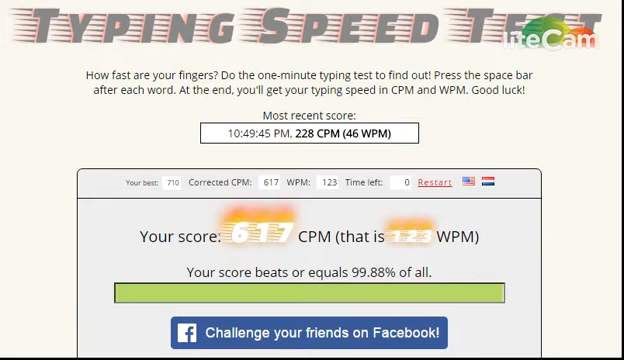 Typing Speed Test
liteCam
How fast are your fingers? Do the one-minute typing test to find out! Press the space bar
after each word. At the end, you'll get your typing speed in CPM and WPM. Good luck!
Most recent score:
10:49:45 PM, 228 CPM (46 WPM)
Your best: 710 Corrected CPM: 617 WPM: 123 Time left: 0 Restart
Your score: 617 CPM (that is 123 WPM)
Your score beats or equals 99.88% of all.
Challenge your friends on Facebook!